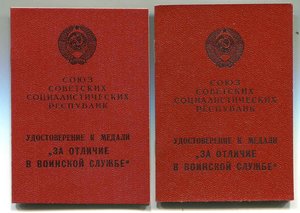 СОЮЗ
СОВЕТСКИХ
СОЦИАЛИСТИЧЕСКИХ
РЕСПУБЛИК
УДОСТОВЕРЕНИЕ К МЕДАЛИ
„ЗА ОТЛИЧИЕ
В ВОИНСКОЙ СЛУЖБЕ“
СОЮЗ
СОВЕТСКИХ
СОЦИАЛИСТИЧЕСКИХ
РЕСПУБЛИК
УДОСТОВЕРЕНИЕ К МЕДАЛИ
„ЗА ОТЛИЧИЕ
В ВОИНСКОЙ СЛУЖБЕ“